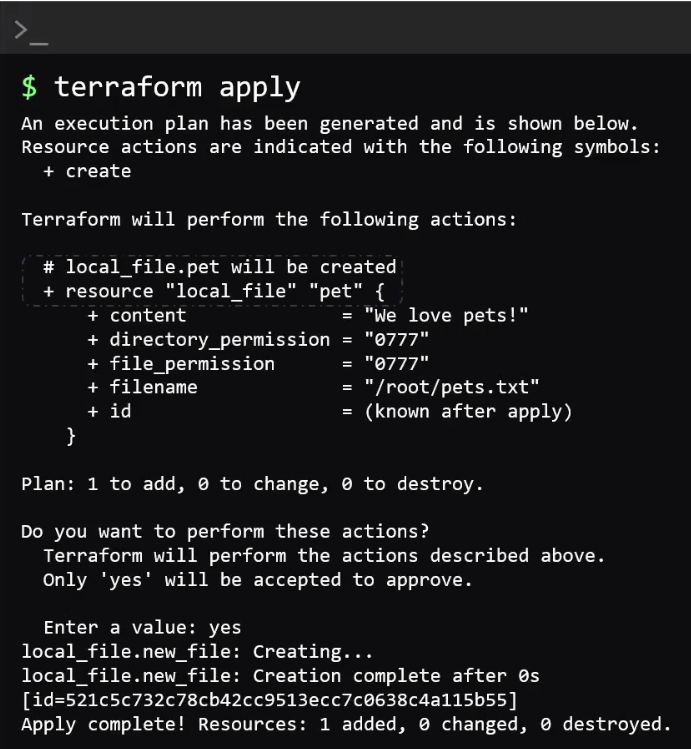 >_
$ terraform apply
An execution plan has been generated and is shown below.
Resource actions are indicated with the following symbols:
  + create
Terraform will perform the following actions:
  # local_file.pet will be created
  + resource "local_file" "pet" {
      + content              = "We love pets!"
      + directory_permission = "0777"
      + file_permission      = "0777"
      + filename             = "/root/pets.txt"
      + id                   = (known after apply)
    }
Plan: 1 to add, 0 to change, 0 to destroy.
Do you want to perform these actions?
  Terraform will perform the actions described above.
  Only 'yes' will be accepted to approve.
  Enter a value: yes
local_file.new_file: Creating...
local_file.new_file: Creation complete after 0s
[id=521c5c732c78cb42cc9513ecc7c0638c4a115b55]
Apply complete! Resources: 1 added, 0 changed, 0 destroyed.